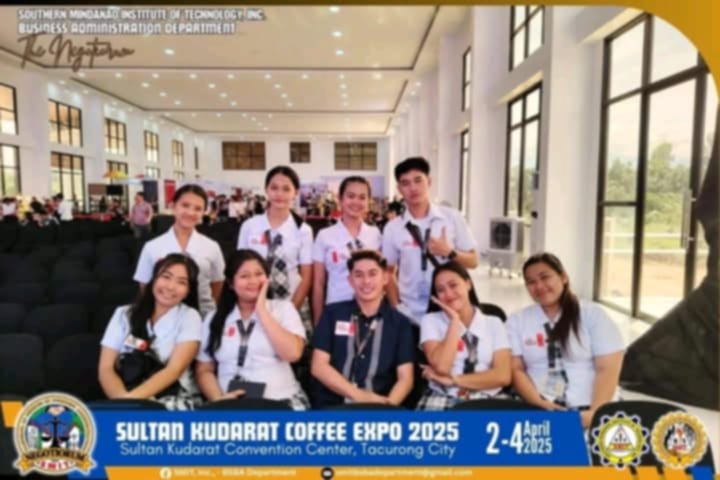 SOUTHERN MINDANAO INSTITUTE OF TECHNOLOGY, INC.
BUSINESS ADMINISTRATION DEPARTMENT
The
SULTAN KUDARAT COFFEE EXPO 2025
Sultan Kudarat Convention Center, Tacurong City
2-4 April
2025
SMIT, Inc., - BSBA Department
smitbsbadepartment@gmail.com
SMIT